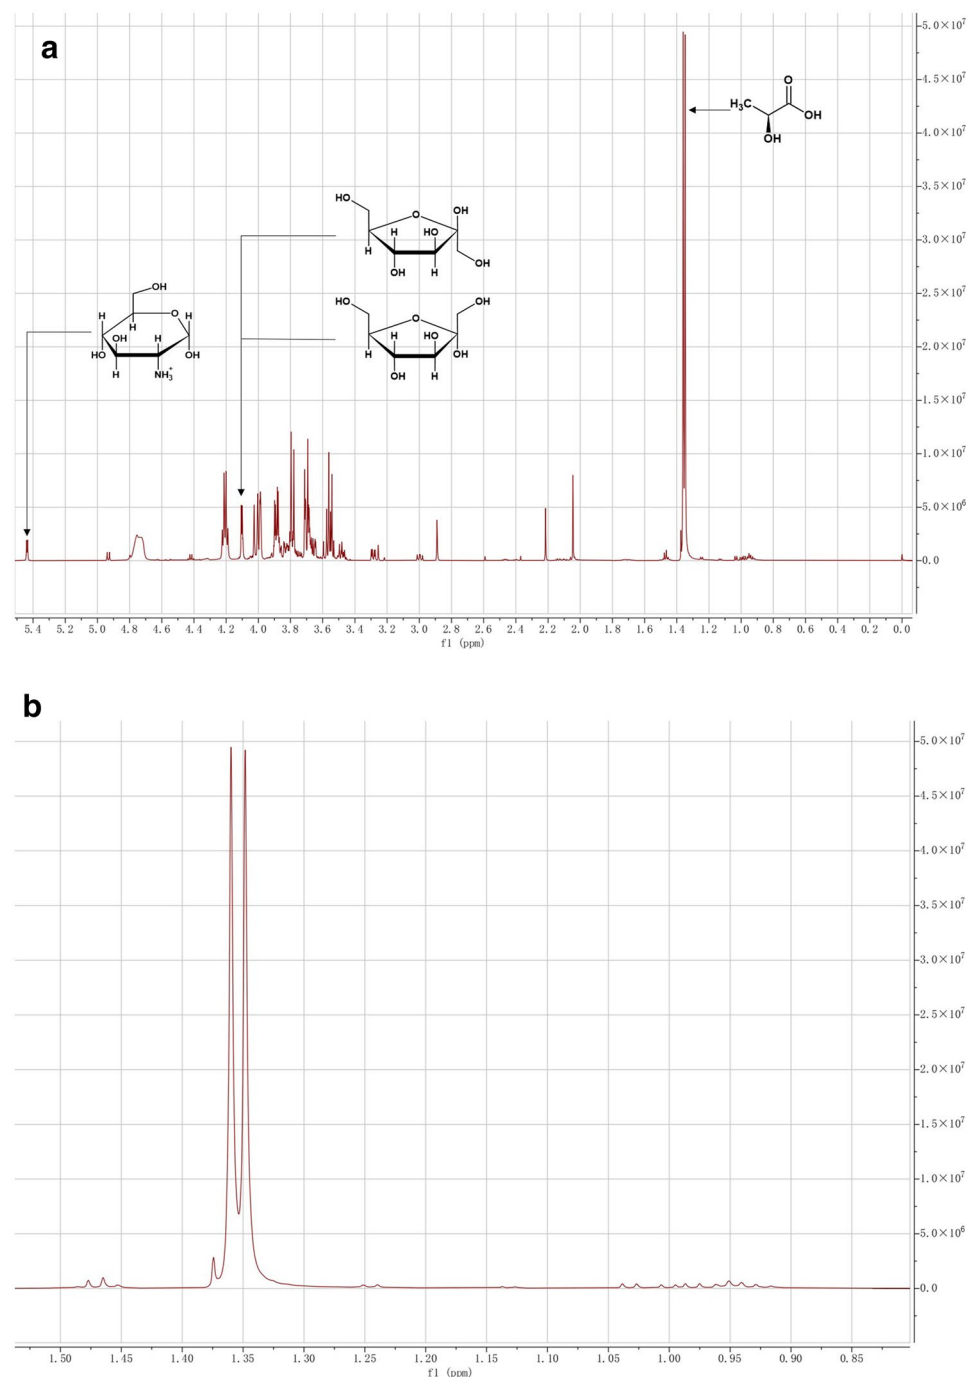 a
5.0×10⁷
4.5×10⁷
4.0×10⁷
3.5×10⁷
3.0×10⁷
2.5×10⁷
2.0×10⁷
1.5×10⁷
1.0×10⁷
5.0×10⁶
0.0
O
H₃C
OH
OH
HO
O
OH
H
HO
H
OH
H
OH
HO
OH
O
H
HO
H
OH
OH
H
OH
H
O
H
H
OH
H
HO
OH
H
NH₃⁺
5.4 5.2 5.0 4.8 4.6 4.4 4.2 4.0 3.8 3.6 3.4 3.2 3.0 2.8 2.6 2.4 2.2 2.0 1.8 1.6 1.4 1.2 1.0 0.8 0.6 0.4 0.2 0.0
f1 (ppm)
b
5.0×10⁷
4.5×10⁷
4.0×10⁷
3.5×10⁷
3.0×10⁷
2.5×10⁷
2.0×10⁷
1.5×10⁷
1.0×10⁷
5.0×10⁶
0.0
1.50 1.45 1.40 1.35 1.30 1.25 1.20 1.15 1.10 1.05 1.00 0.95 0.90 0.85
f1 (ppm)